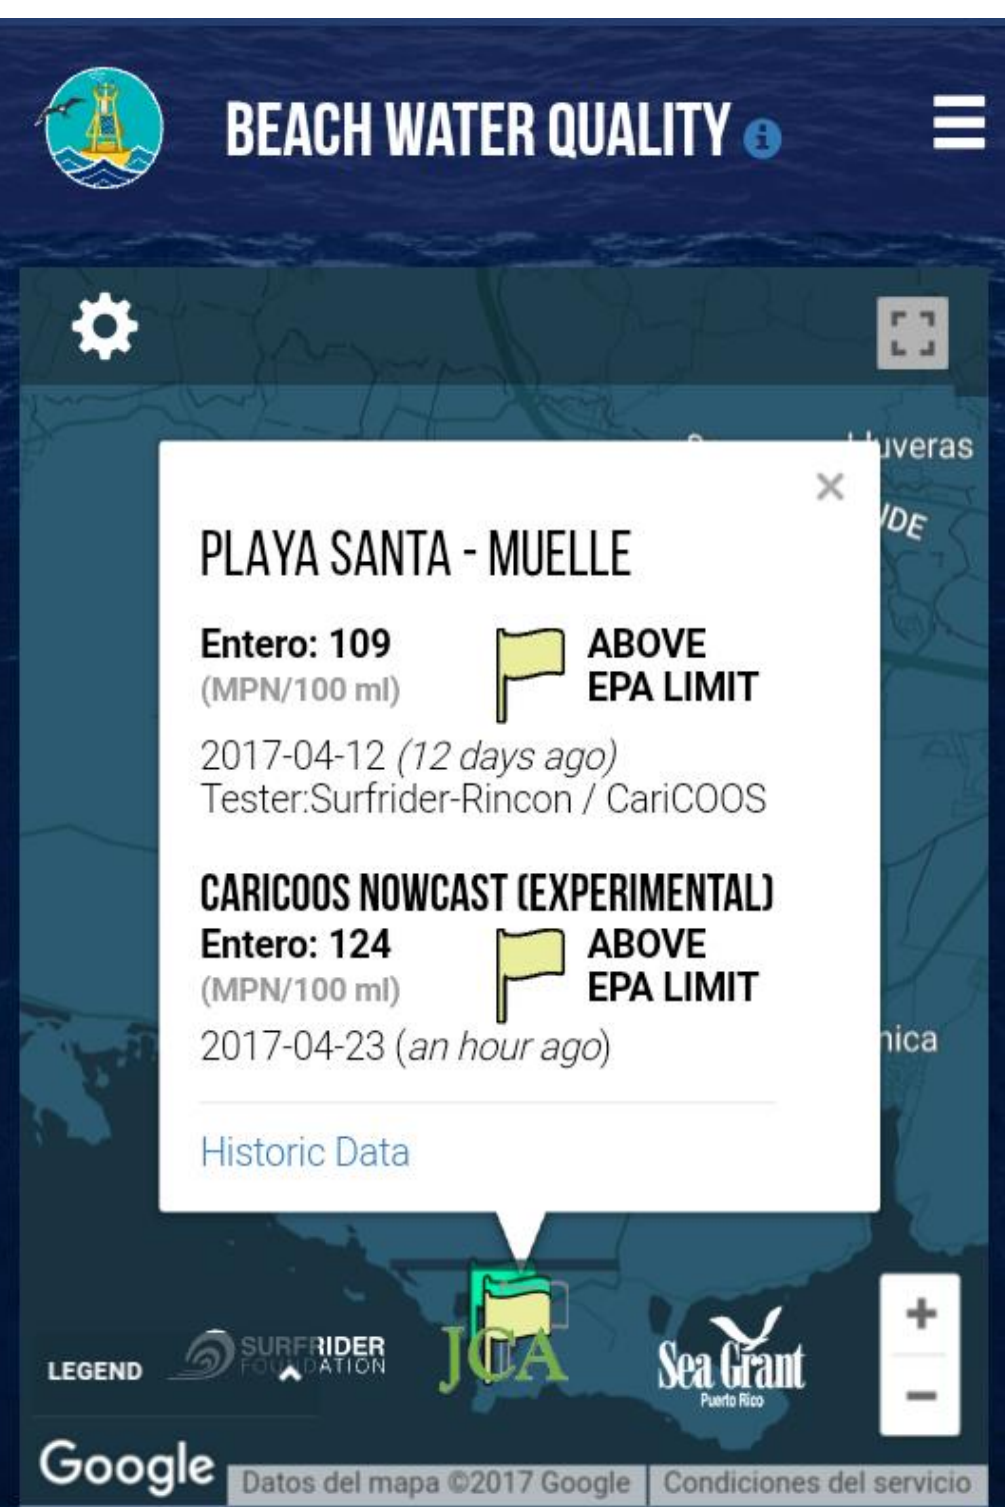 BEACH WATER QUALITY
lluveras
NDE
PLAYA SANTA - MUELLE
Entero: 109
(MPN/100 ml)
ABOVE
EPA LIMIT
2017-04-12 (12 days ago)
Tester:Surfrider-Rincon / CariCOOS
CARICOOS NOWCAST (EXPERIMENTAL)
Entero: 124
(MPN/100 ml)
ABOVE
EPA LIMIT
2017-04-23 (an hour ago)
nica
Historic Data
LEGEND
SURFRIDER
FOUNDATION
JCA
Sea Grant
Puerto Rico
Google
Datos del mapa ©2017 Google
Condiciones del servicio